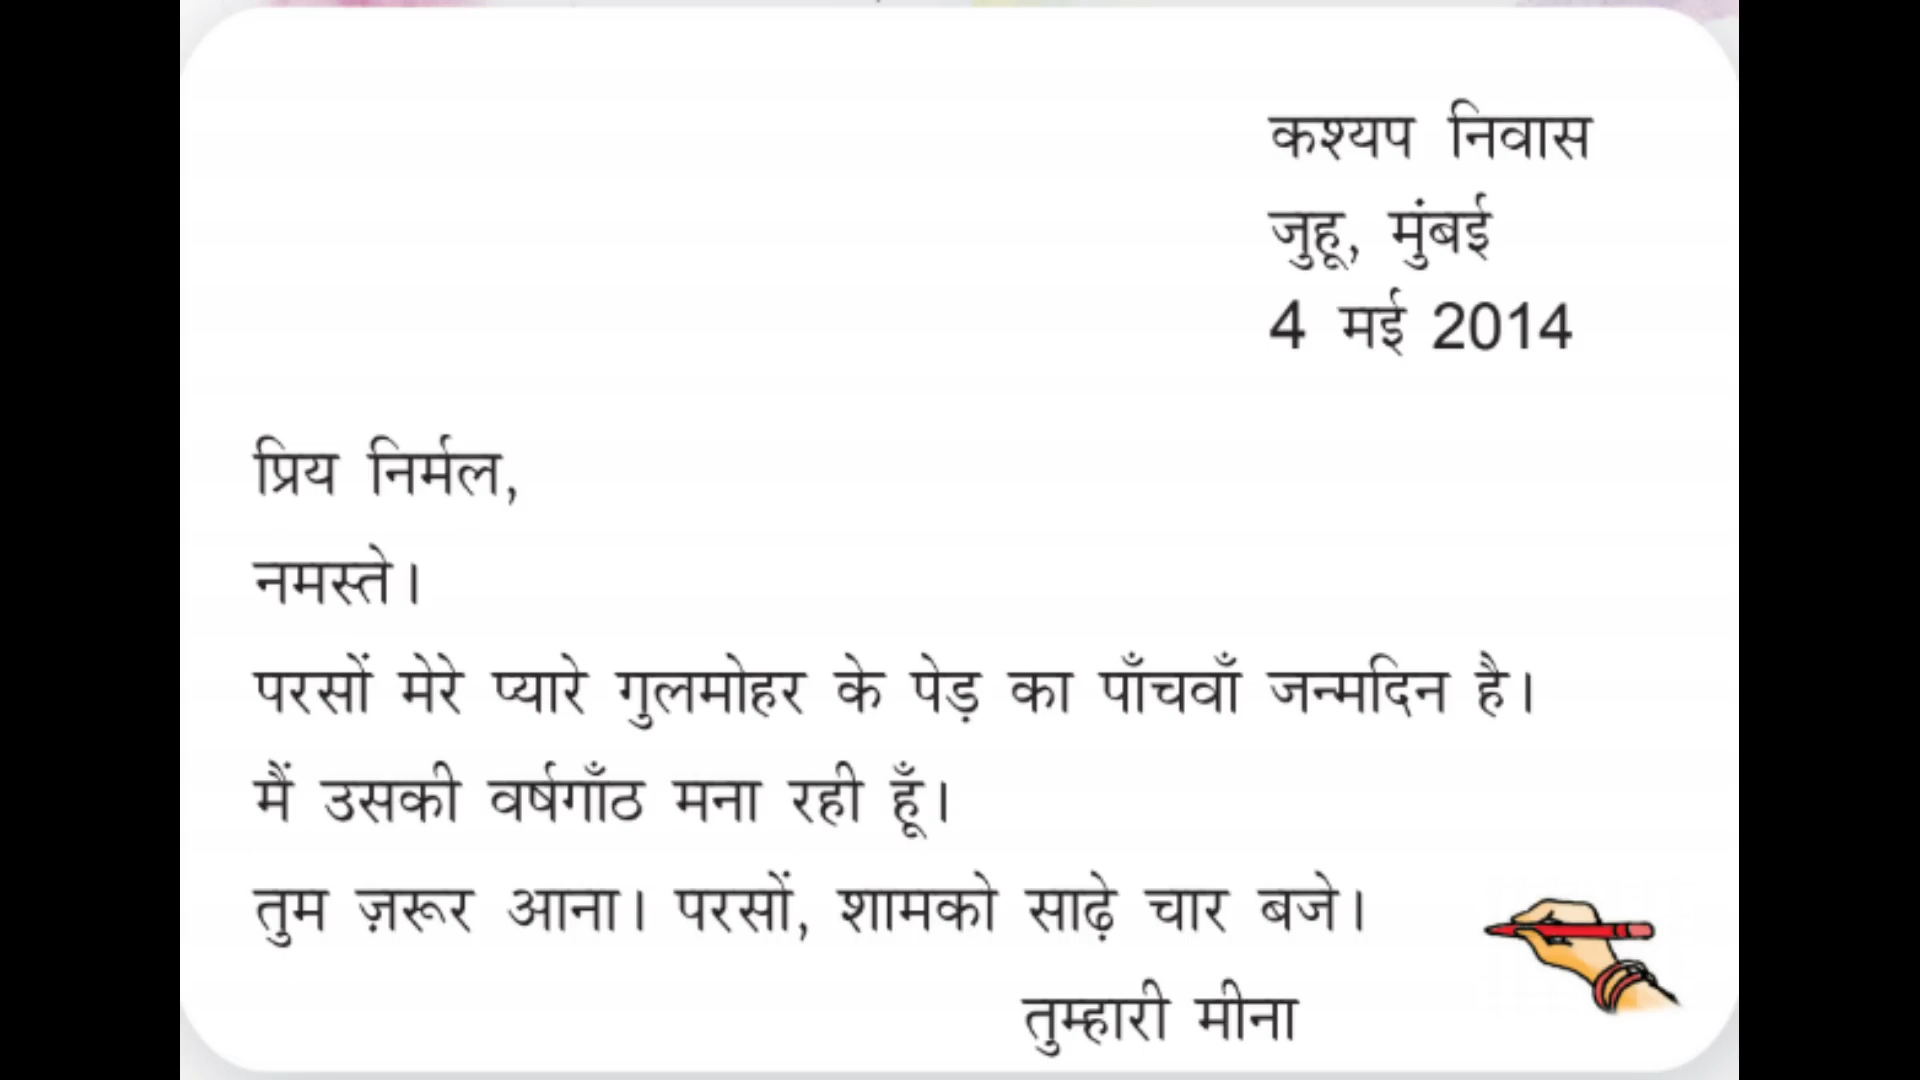 कश्यप निवास
जुहू, मुंबई
4 मई 2014
प्रिय निर्मल,
नमस्ते।
परसों मेरे प्यारे गुलमोहर के पेड़ का पाँचवाँ जन्मदिन है।
मैं उसकी वर्षगाँठ मना रही हूँ।
तुम ज़रूर आना। परसों, शामको साढ़े चार बजे।
तुम्हारी मीना